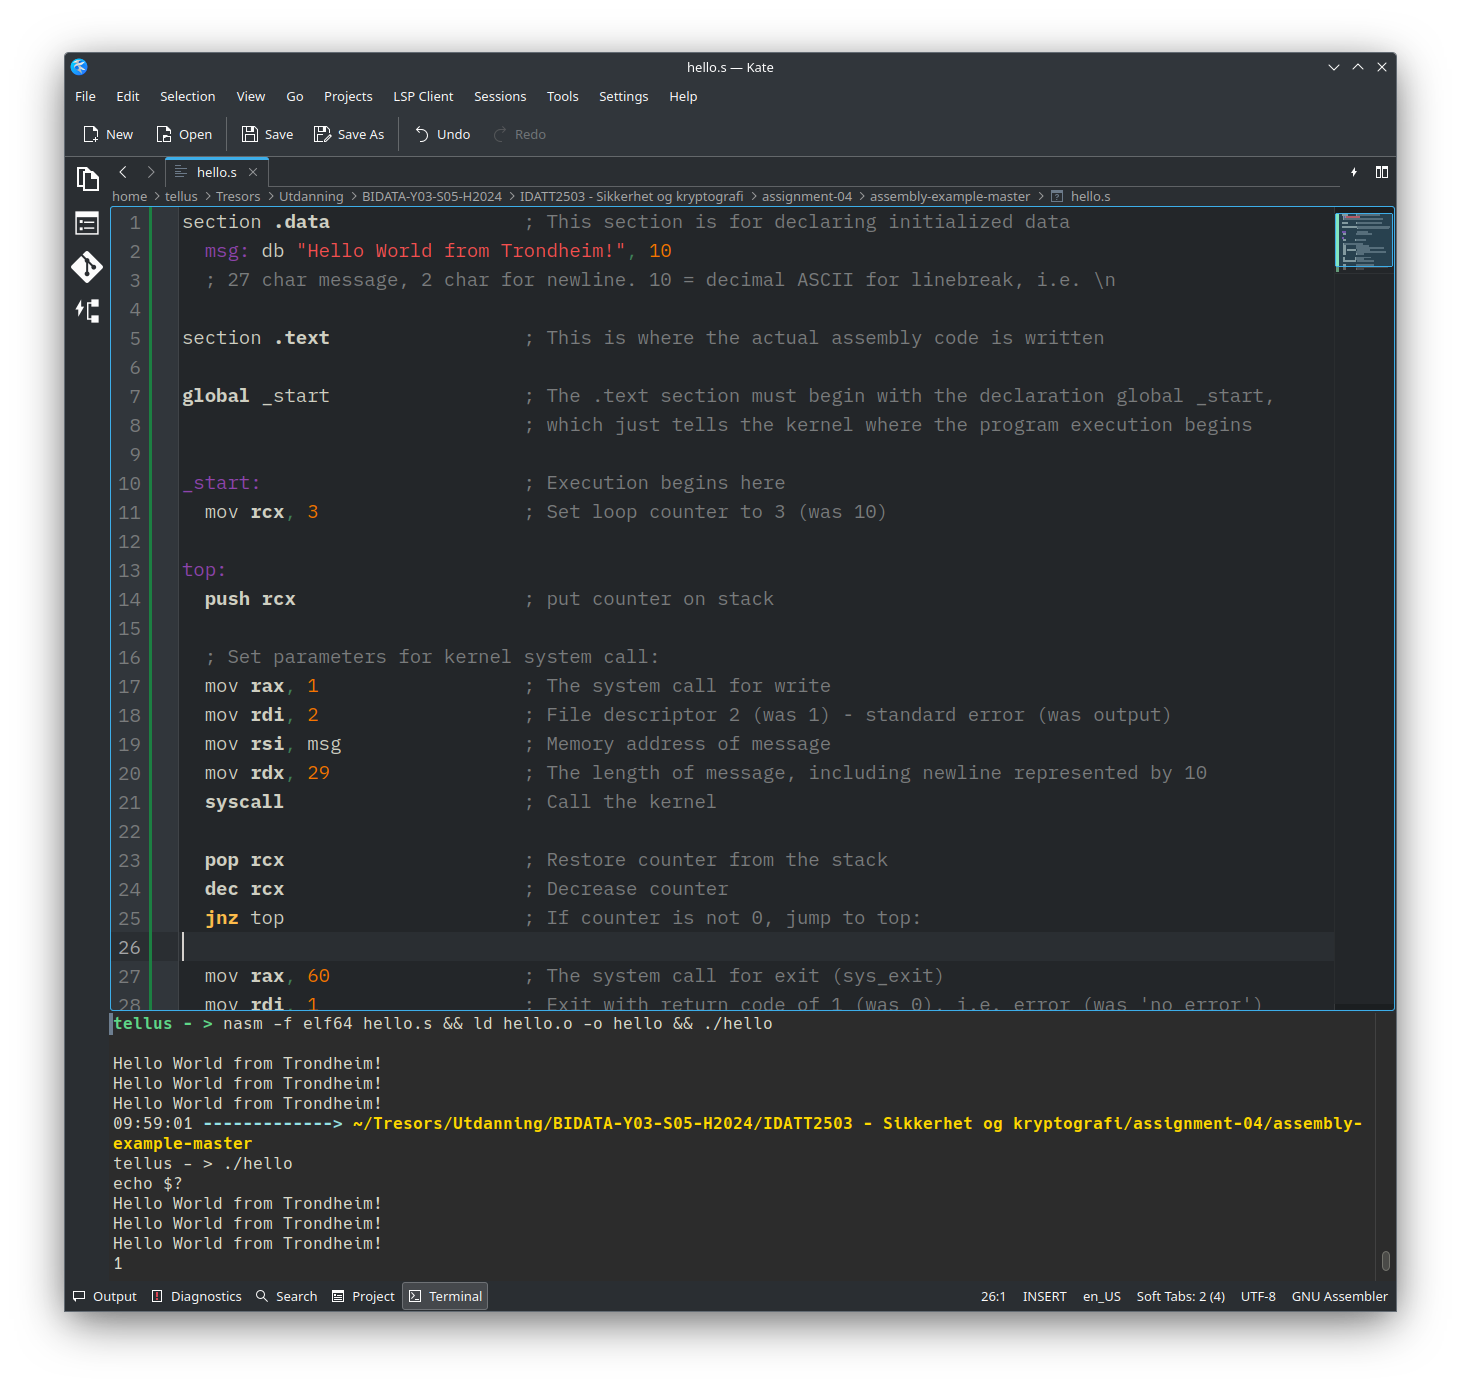 hello.s — Kate
File Edit Selection View Go Projects LSP Client Sessions Tools Settings Help
New Open Save Save As Undo Redo
hello.s
home > tellus > Tresors > Utdanning > BIDATA-Y03-S05-H2024 > IDATT2503 - Sikkerhet og kryptografi > assignment-04 > assembly-example-master > hello.s
1 section .data ; This section is for declaring initialized data
2 msg: db "Hello World from Trondheim!", 10
3 ; 27 char message, 2 char for newline. 10 = decimal ASCII for linebreak, i.e. \n
4
5 section .text ; This is where the actual assembly code is written
6
7 global _start ; The .text section must begin with the declaration global _start,
8 ; which just tells the kernel where the program execution begins
9
10 _start: ; Execution begins here
11 mov rcx, 3 ; Set loop counter to 3 (was 10)
12
13 top:
14 push rcx ; put counter on stack
15
16 ; Set parameters for kernel system call:
17 mov rax, 1 ; The system call for write
18 mov rdi, 2 ; File descriptor 2 (was 1) - standard error (was output)
19 mov rsi, msg ; Memory address of message
20 mov rdx, 29 ; The length of message, including newline represented by 10
21 syscall ; Call the kernel
22
23 pop rcx ; Restore counter from the stack
24 dec rcx ; Decrease counter
25 jnz top ; If counter is not 0, jump to top:
26
27 mov rax, 60 ; The system call for exit (sys_exit)
28 mov rdi, 1 ; Exit with return code of 1 (was 0), i.e. error (was 'no error')
tellus - > nasm -f elf64 hello.s && ld hello.o -o hello && ./hello
Hello World from Trondheim!
Hello World from Trondheim!
Hello World from Trondheim!
09:59:01 -------------> ~/Tresors/Utdanning/BIDATA-Y03-S05-H2024/IDATT2503 - Sikkerhet og kryptografi/assignment-04/assembly-
example-master
tellus - > ./hello
echo $?
Hello World from Trondheim!
Hello World from Trondheim!
Hello World from Trondheim!
1
Output Diagnostics Search Project Terminal 26:1 INSERT en_US Soft Tabs: 2 (4) UTF-8 GNU Assembler